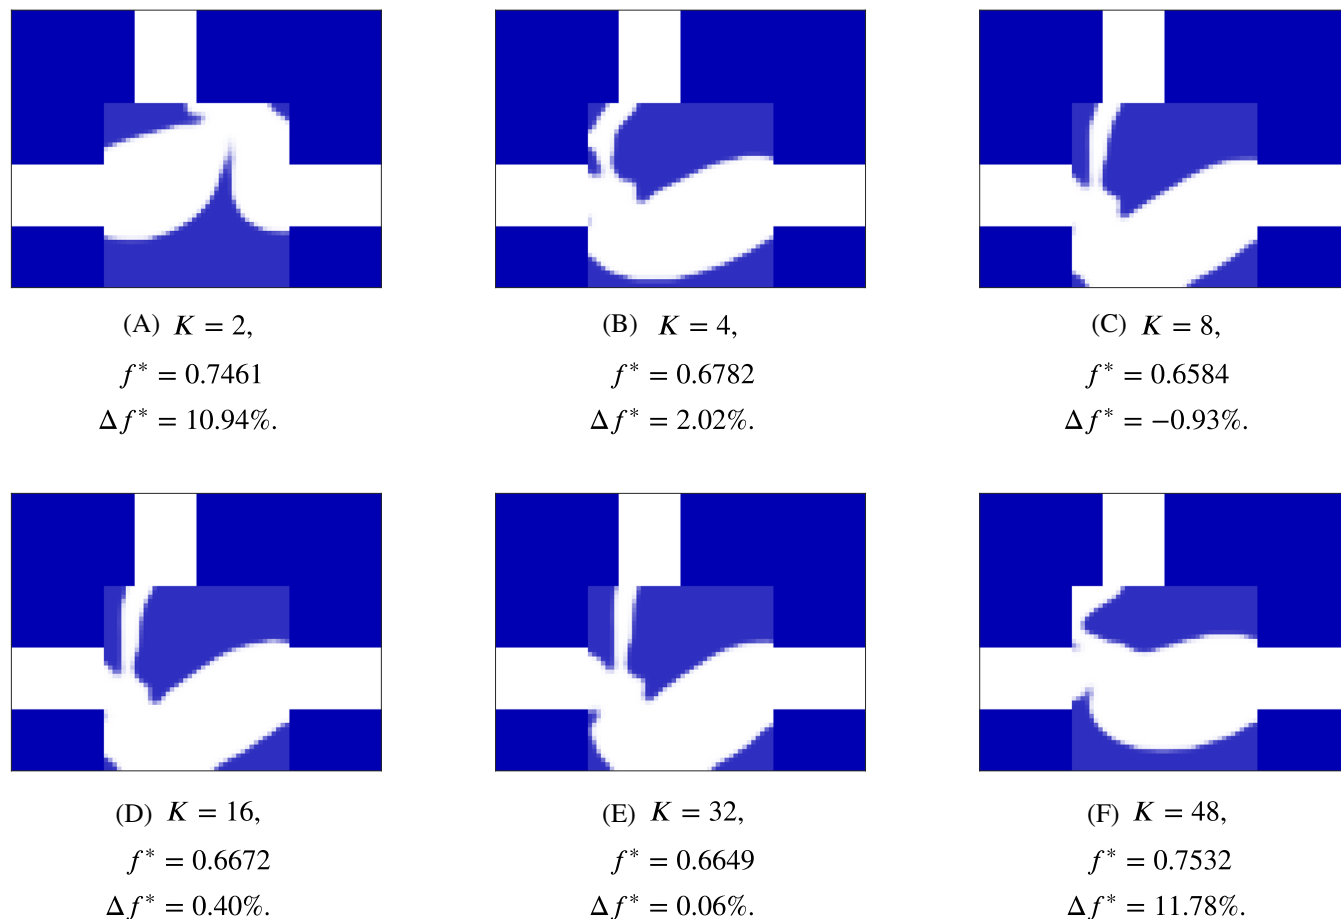 (A) K = 2,
f* = 0.7461
Δf* = 10.94%.
(B) K = 4,
f* = 0.6782
Δf* = 2.02%.
(C) K = 8,
f* = 0.6584
Δf* = −0.93%.
(D) K = 16,
f* = 0.6672
Δf* = 0.40%.
(E) K = 32,
f* = 0.6649
Δf* = 0.06%.
(F) K = 48,
f* = 0.7532
Δf* = 11.78%.